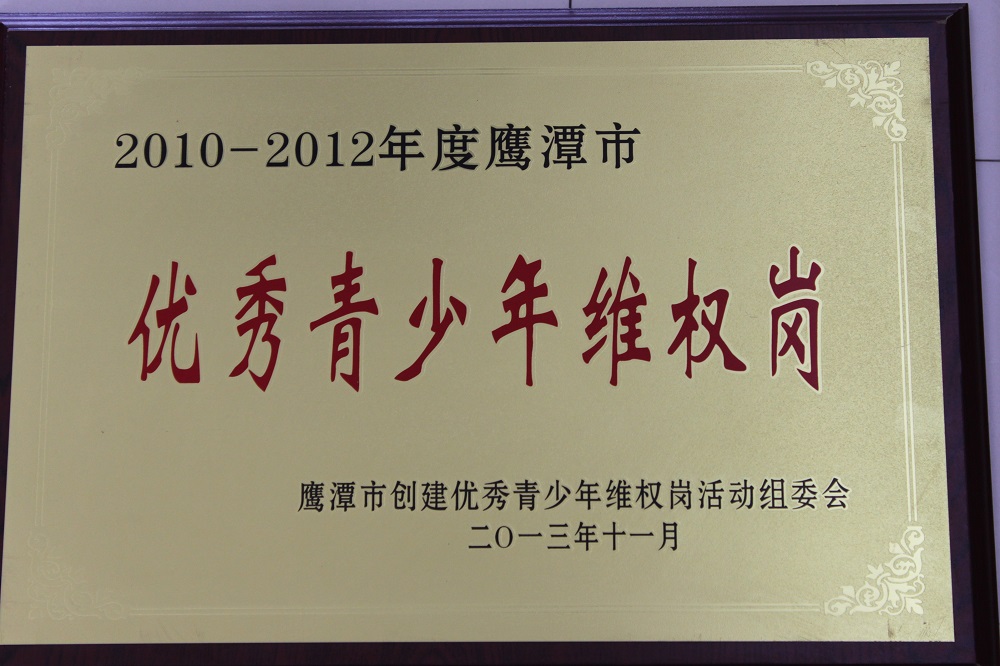 2010-2012年度鹰潭市
优秀青少年维权岗
鹰潭市创建优秀青少年维权岗活动组委会
二〇一三年十一月